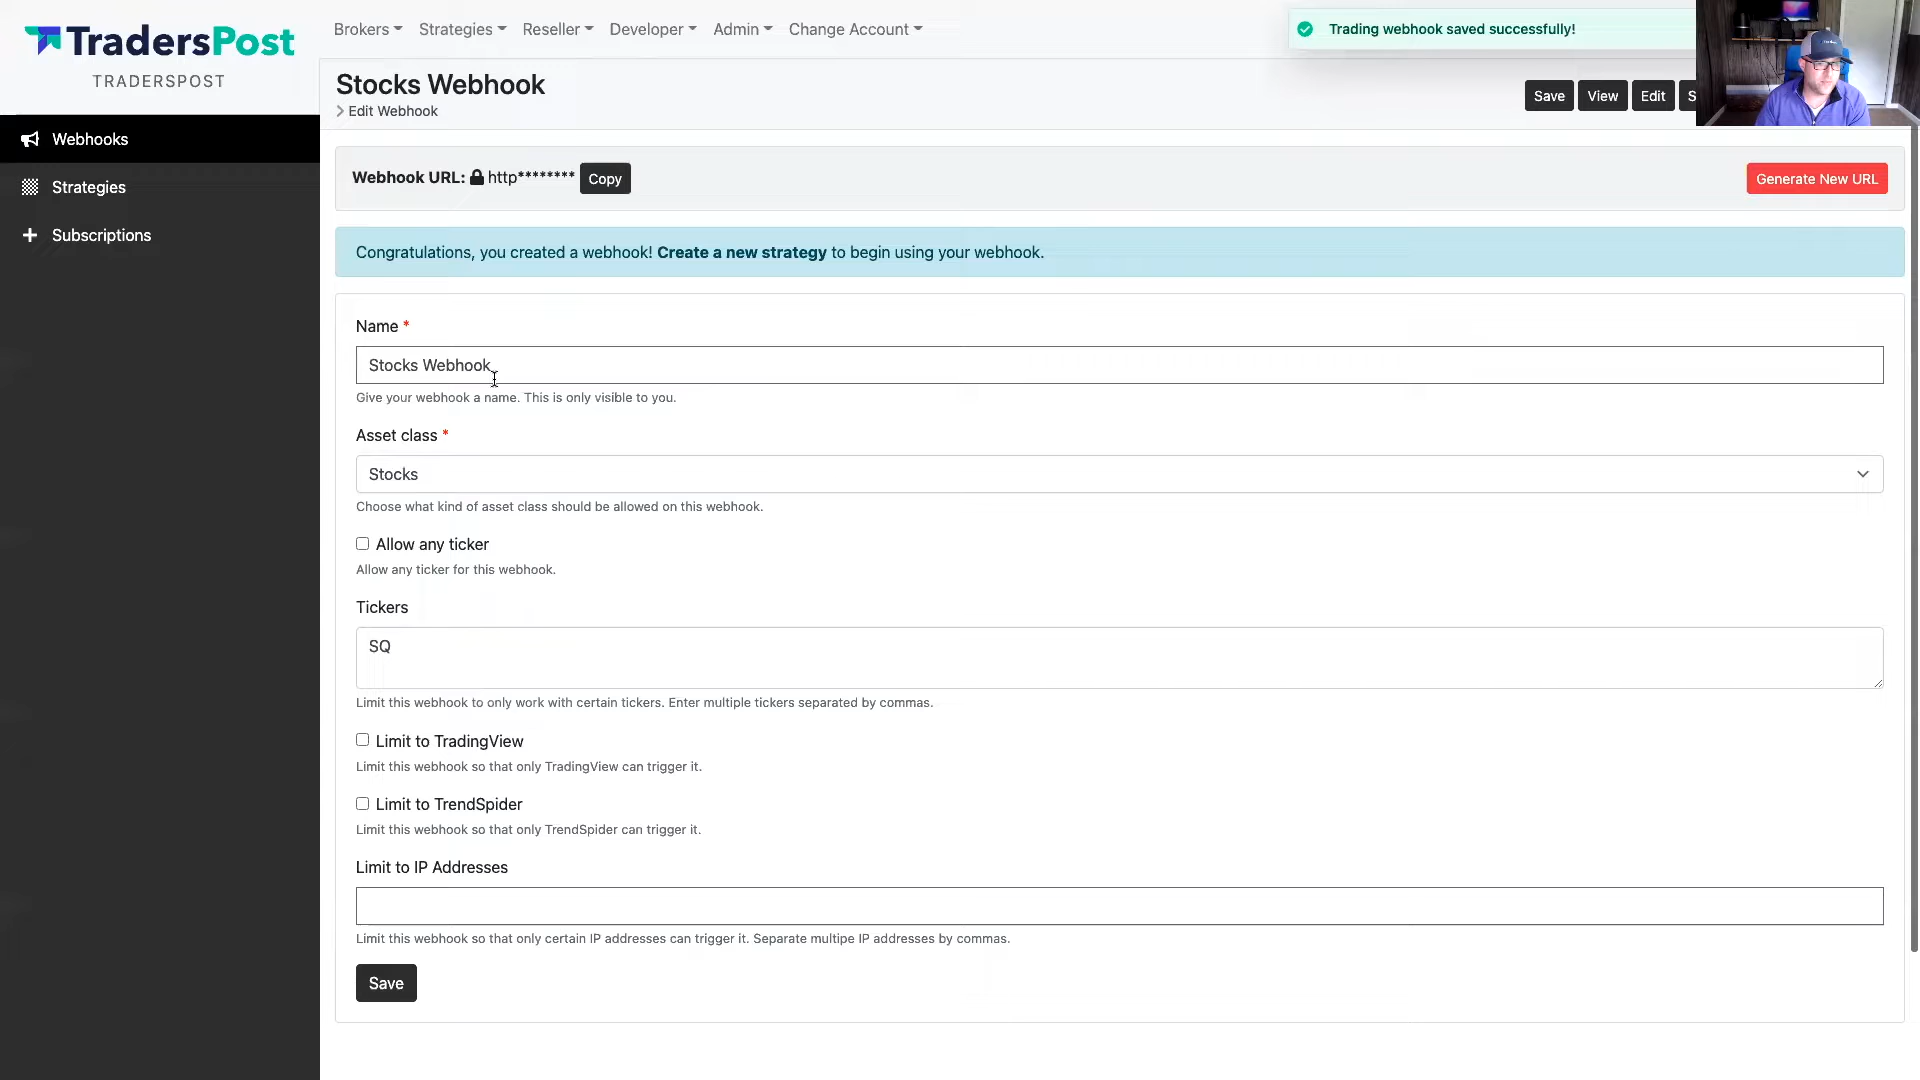 TradersPost
TRADERSPOST
Brokers Strategies Reseller Developer Admin Change Account
Trading webhook saved successfully!
Stocks Webhook
Edit Webhook
Save View Edit
Webhooks
Strategies
Subscriptions
Webhook URL: http******** Copy
Generate New URL
Congratulations, you created a webhook! Create a new strategy to begin using your webhook.
Name *
Stocks Webhook
Give your webhook a name. This is only visible to you.
Asset class *
Stocks
Choose what kind of asset class should be allowed on this webhook.
Allow any ticker
Allow any ticker for this webhook.
Tickers
SQ
Limit this webhook to only work with certain tickers. Enter multiple tickers separated by commas.
Limit to TradingView
Limit this webhook so that only TradingView can trigger it.
Limit to TrendSpider
Limit this webhook so that only TrendSpider can trigger it.
Limit to IP Addresses
Limit this webhook so that only certain IP addresses can trigger it. Separate multipe IP addresses by commas.
Save